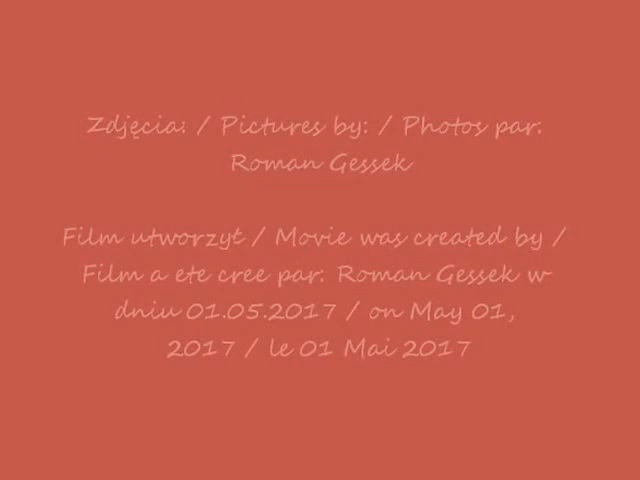 Zdjęcia: / Pictures by: / Photos par:
Roman Gessek
Film utworzył / Movie was created by /
Film a ete cree par: Roman Gessek w
dniu 01.05.2017 / on May 01,
2017 / le 01 Mai 2017